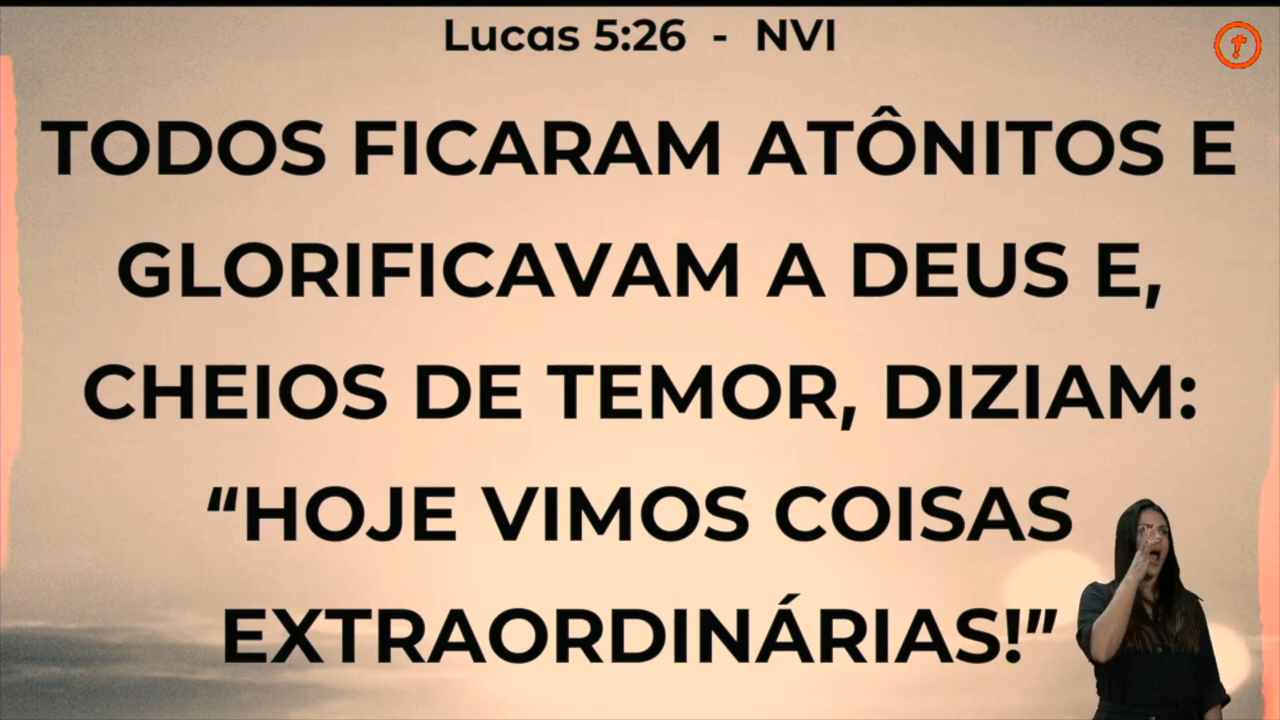 Lucas 5:26 - NVI
TODOS FICARAM ATÔNITOS E
GLORIFICAVAM A DEUS E,
CHEIOS DE TEMOR, DIZIAM:
“HOJE VIMOS COISAS
EXTRAORDINÁRIAS!”